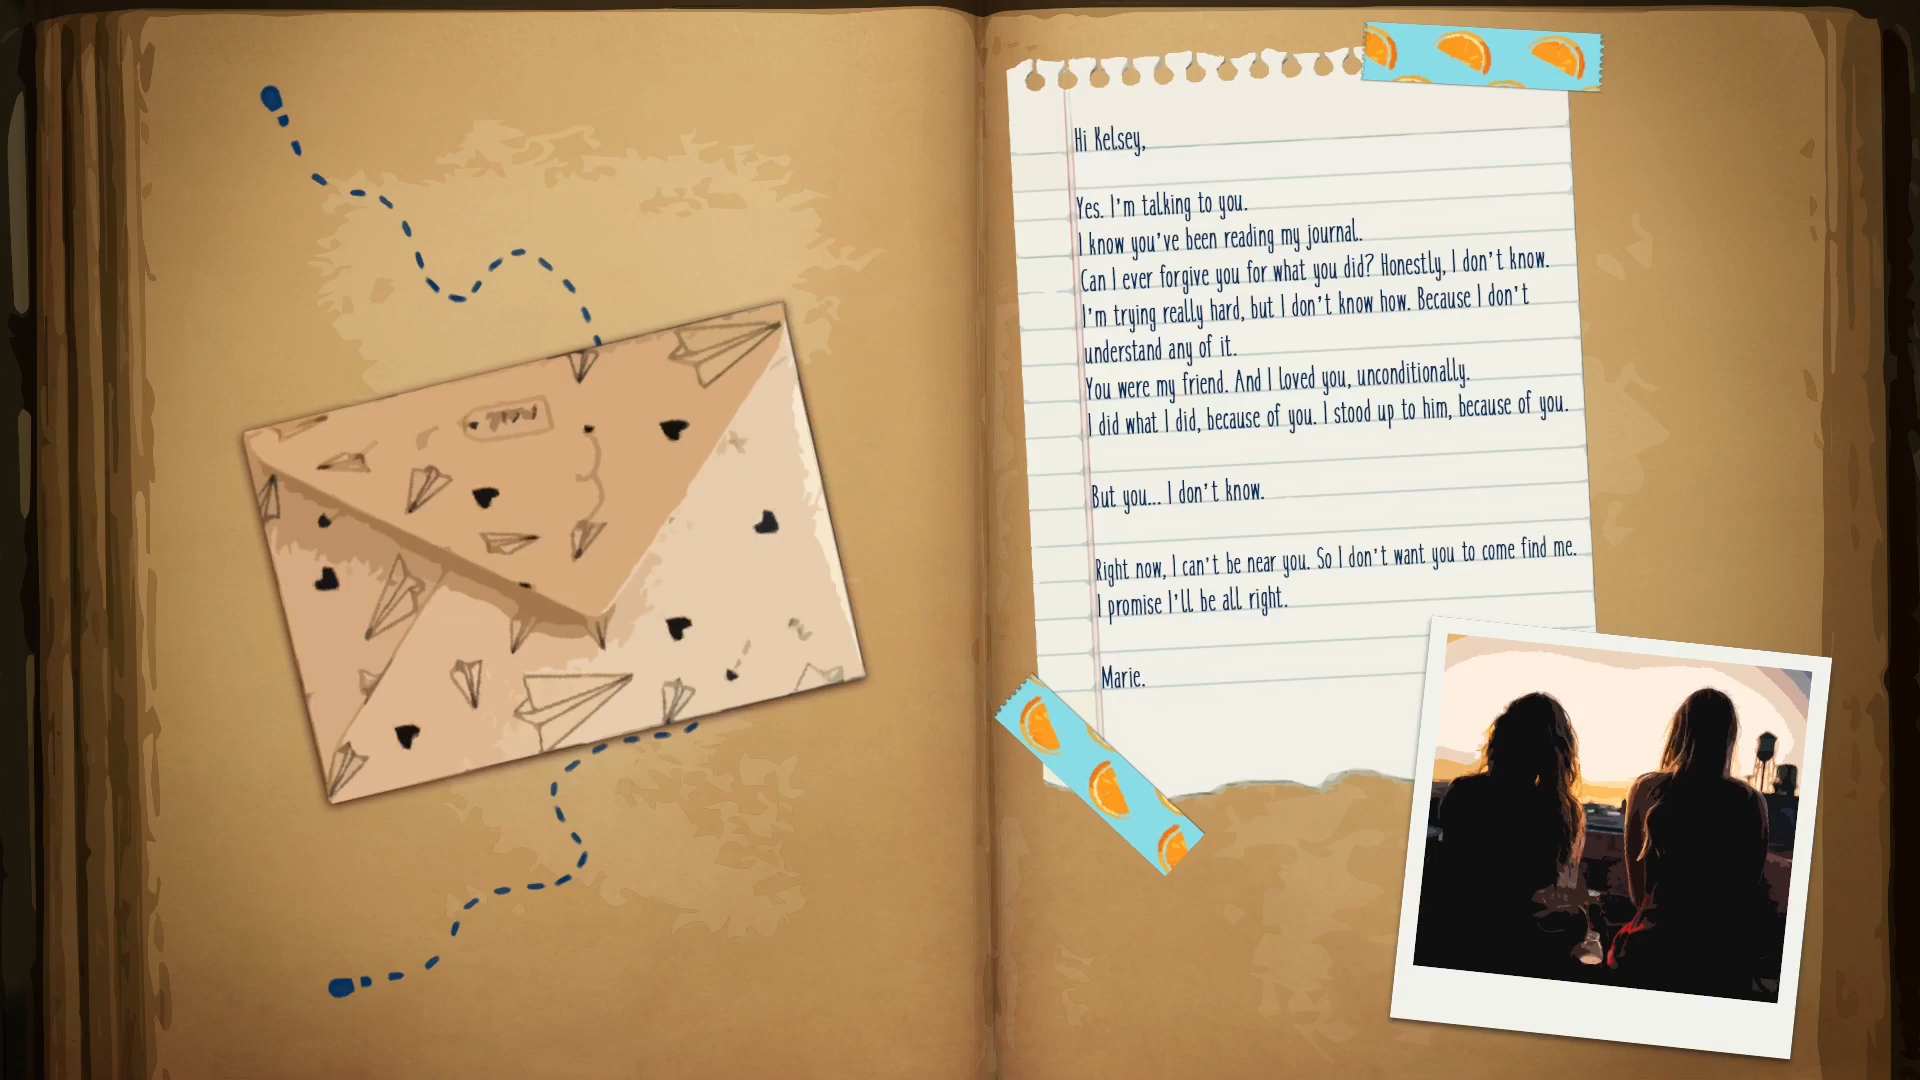 Hi Kelsey,
Yes. I'm talking to you.
I know you've been reading my journal.
Can I ever forgive you for what you did? Honestly, I don't know.
I'm trying really hard, but I don't know how. Because I don't
understand any of it.
You were my friend. And I loved you, unconditionally.
I did what I did, because of you. I stood up to him, because of you.
But you... I don't know.
Right now, I can't be near you. So I don't want you to come find me.
I promise I'll be all right.
Marie.